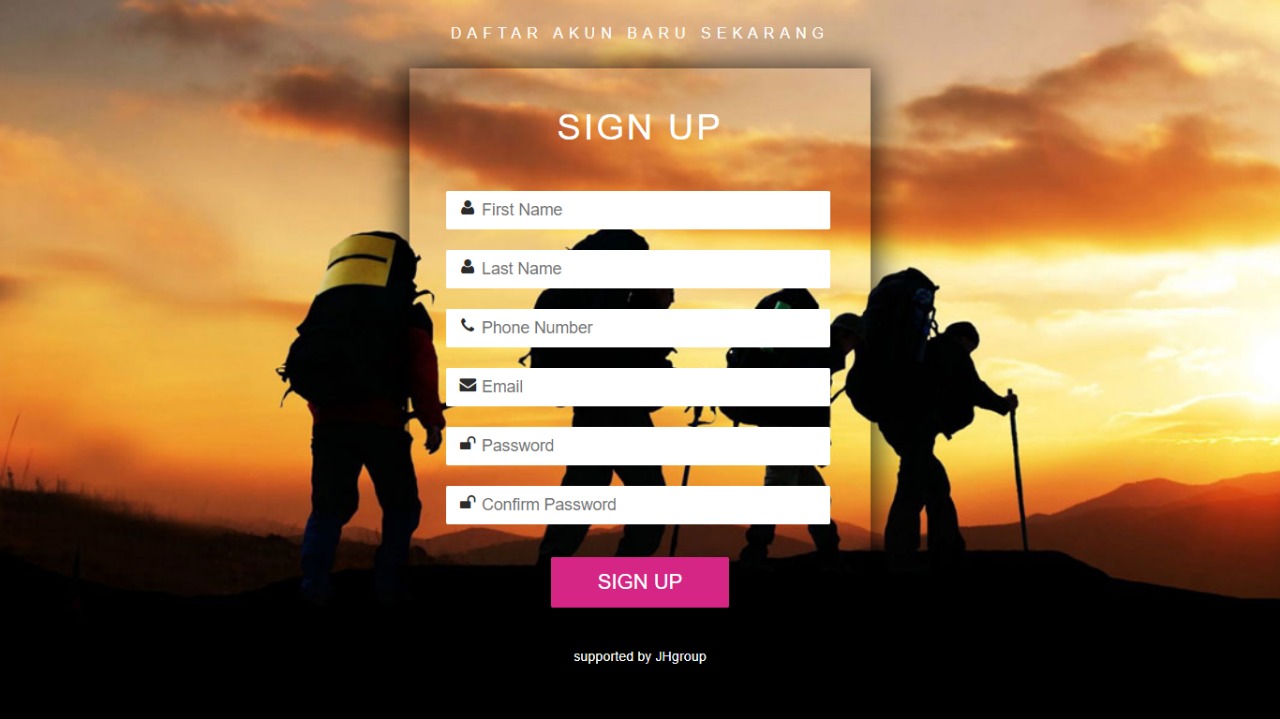 DAFTAR AKUN BARU SEKARANG
SIGN UP
First Name
Last Name
Phone Number
Email
Password
Confirm Password
SIGN UP
supported by JHgroup